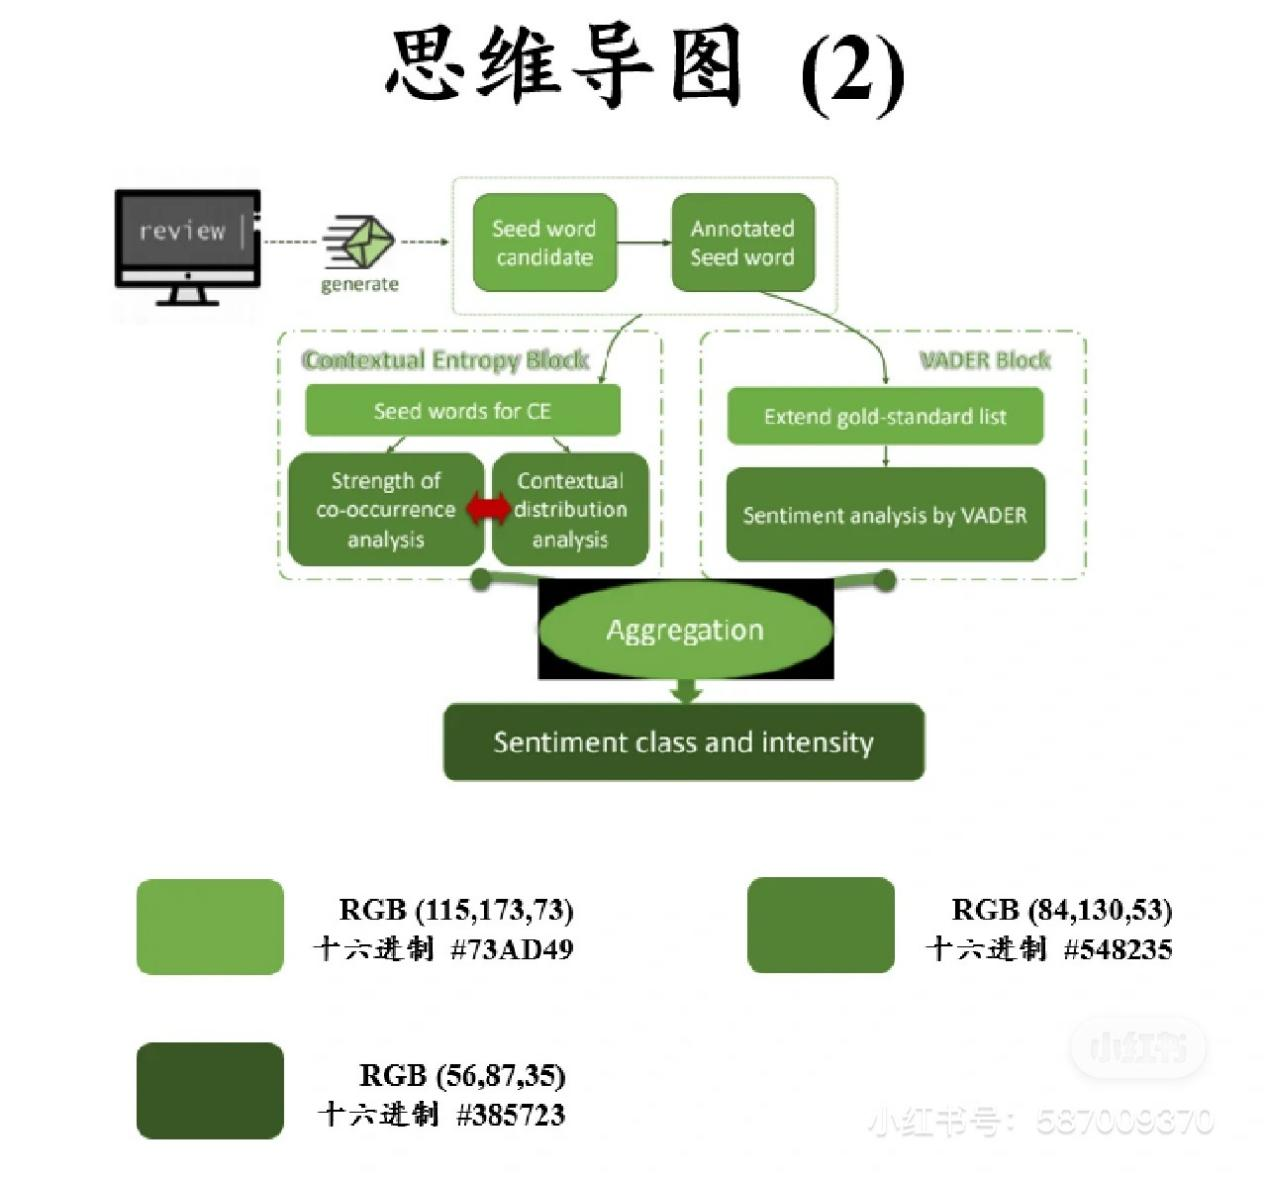 思维导图 (2)
review
generate
Seed word
candidate
Annotated
Seed word
Contextual Entropy Block
Seed words for CE
Strength of
co-occurrence
analysis
Contextual
distribution
analysis
VADER Block
Extend gold-standard list
Sentiment analysis by VADER
Aggregation
Sentiment class and intensity
RGB (115,173,73)
十六进制 #73AD49
RGB (84,130,53)
十六进制 #548235
RGB (56,87,35)
十六进制 #385723
小红书
小红书号：587009370